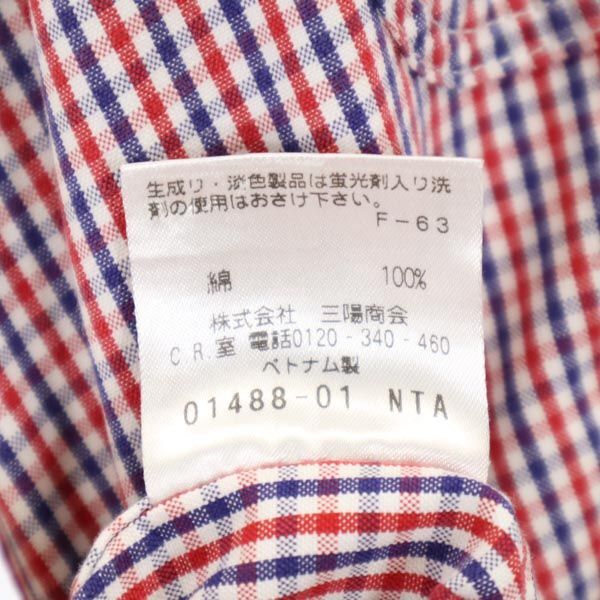 生成り・淡色製品は蛍光剤入り洗
剤の使用はおさけ下さい。
F-63
綿 100%
株式会社 三陽商会
C.R.室 電話0120-340-460
ベトナム製
01488-01 NTA